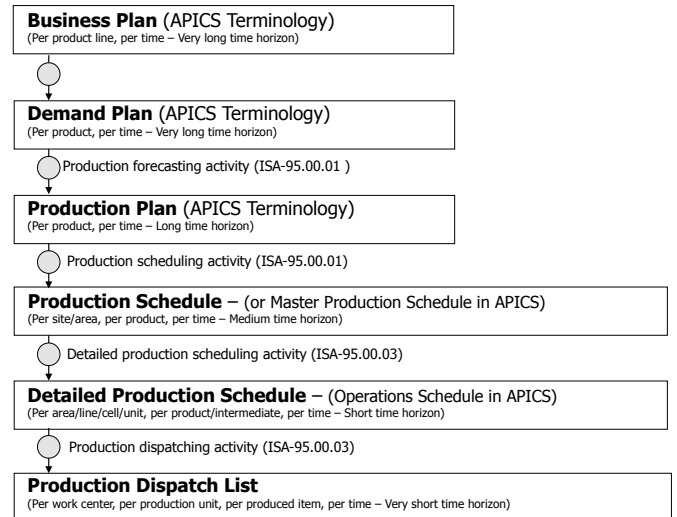 Business Plan (APICS Terminology)
(Per product line, per time – Very long time horizon)
Demand Plan (APICS Terminology)
(Per product, per time – Very long time horizon)
Production forecasting activity (ISA-95.00.01 )
Production Plan (APICS Terminology)
(Per product, per time – Long time horizon)
Production scheduling activity (ISA-95.00.01)
Production Schedule – (or Master Production Schedule in APICS)
(Per site/area, per product, per time – Medium time horizon)
Detailed production scheduling activity (ISA-95.00.03)
Detailed Production Schedule – (Operations Schedule in APICS)
(Per area/line/cell/unit, per product/intermediate, per time – Short time horizon)
Production dispatching activity (ISA-95.00.03)
Production Dispatch List
(Per work center, per production unit, per produced item, per time – Very short time horizon)